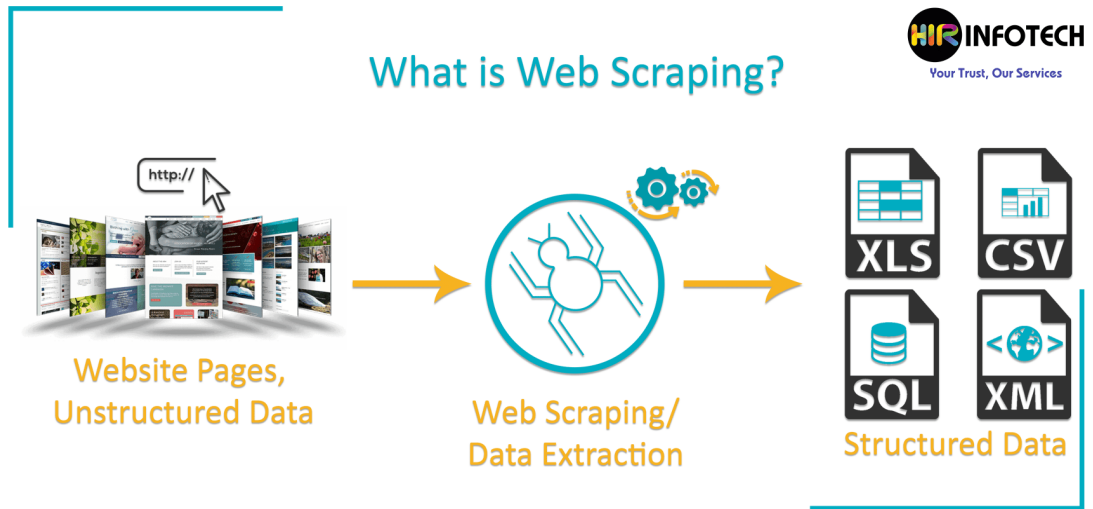 HIR INFOTECH
Your Trust, Our Services
What is Web Scraping?
http://
XLS
CSV
SQL
XML
Website Pages,
Unstructured Data
Web Scraping/
Data Extraction
Structured Data